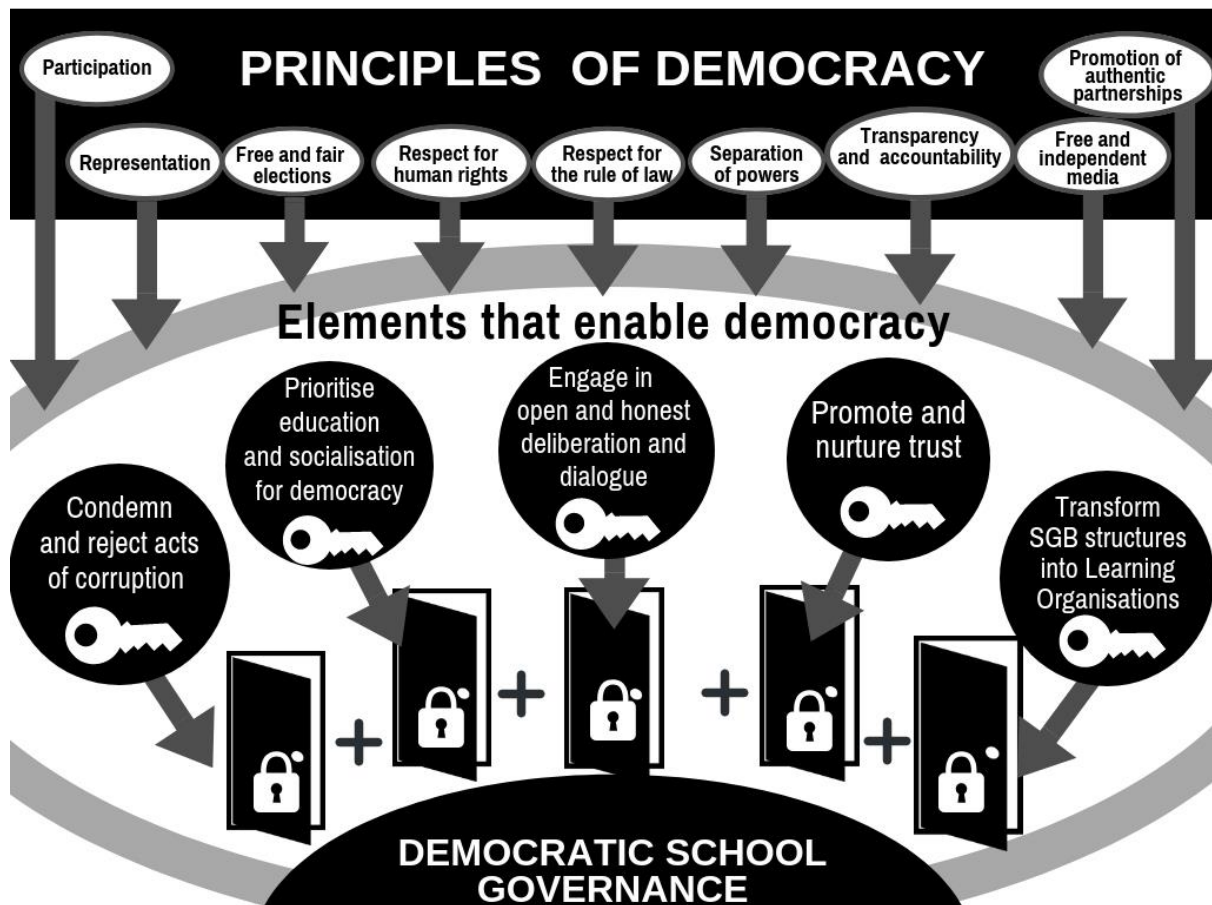 PRINCIPLES OF DEMOCRACY
Participation
Representation
Free and fair
elections
Respect for
human rights
Respect for
the rule of law
Separation
of powers
Transparency
and accountability
Free and
independent
media
Promotion of
authentic
partnerships
Elements that enable democracy
Condemn
and reject acts
of corruption
Prioritise
education
and socialisation
for democracy
Engage in
open and honest
deliberation and
dialogue
Promote and
nurture trust
Transform
SGB structures
into Learning
Organisations
+
+
+
+
DEMOCRATIC SCHOOL
GOVERNANCE